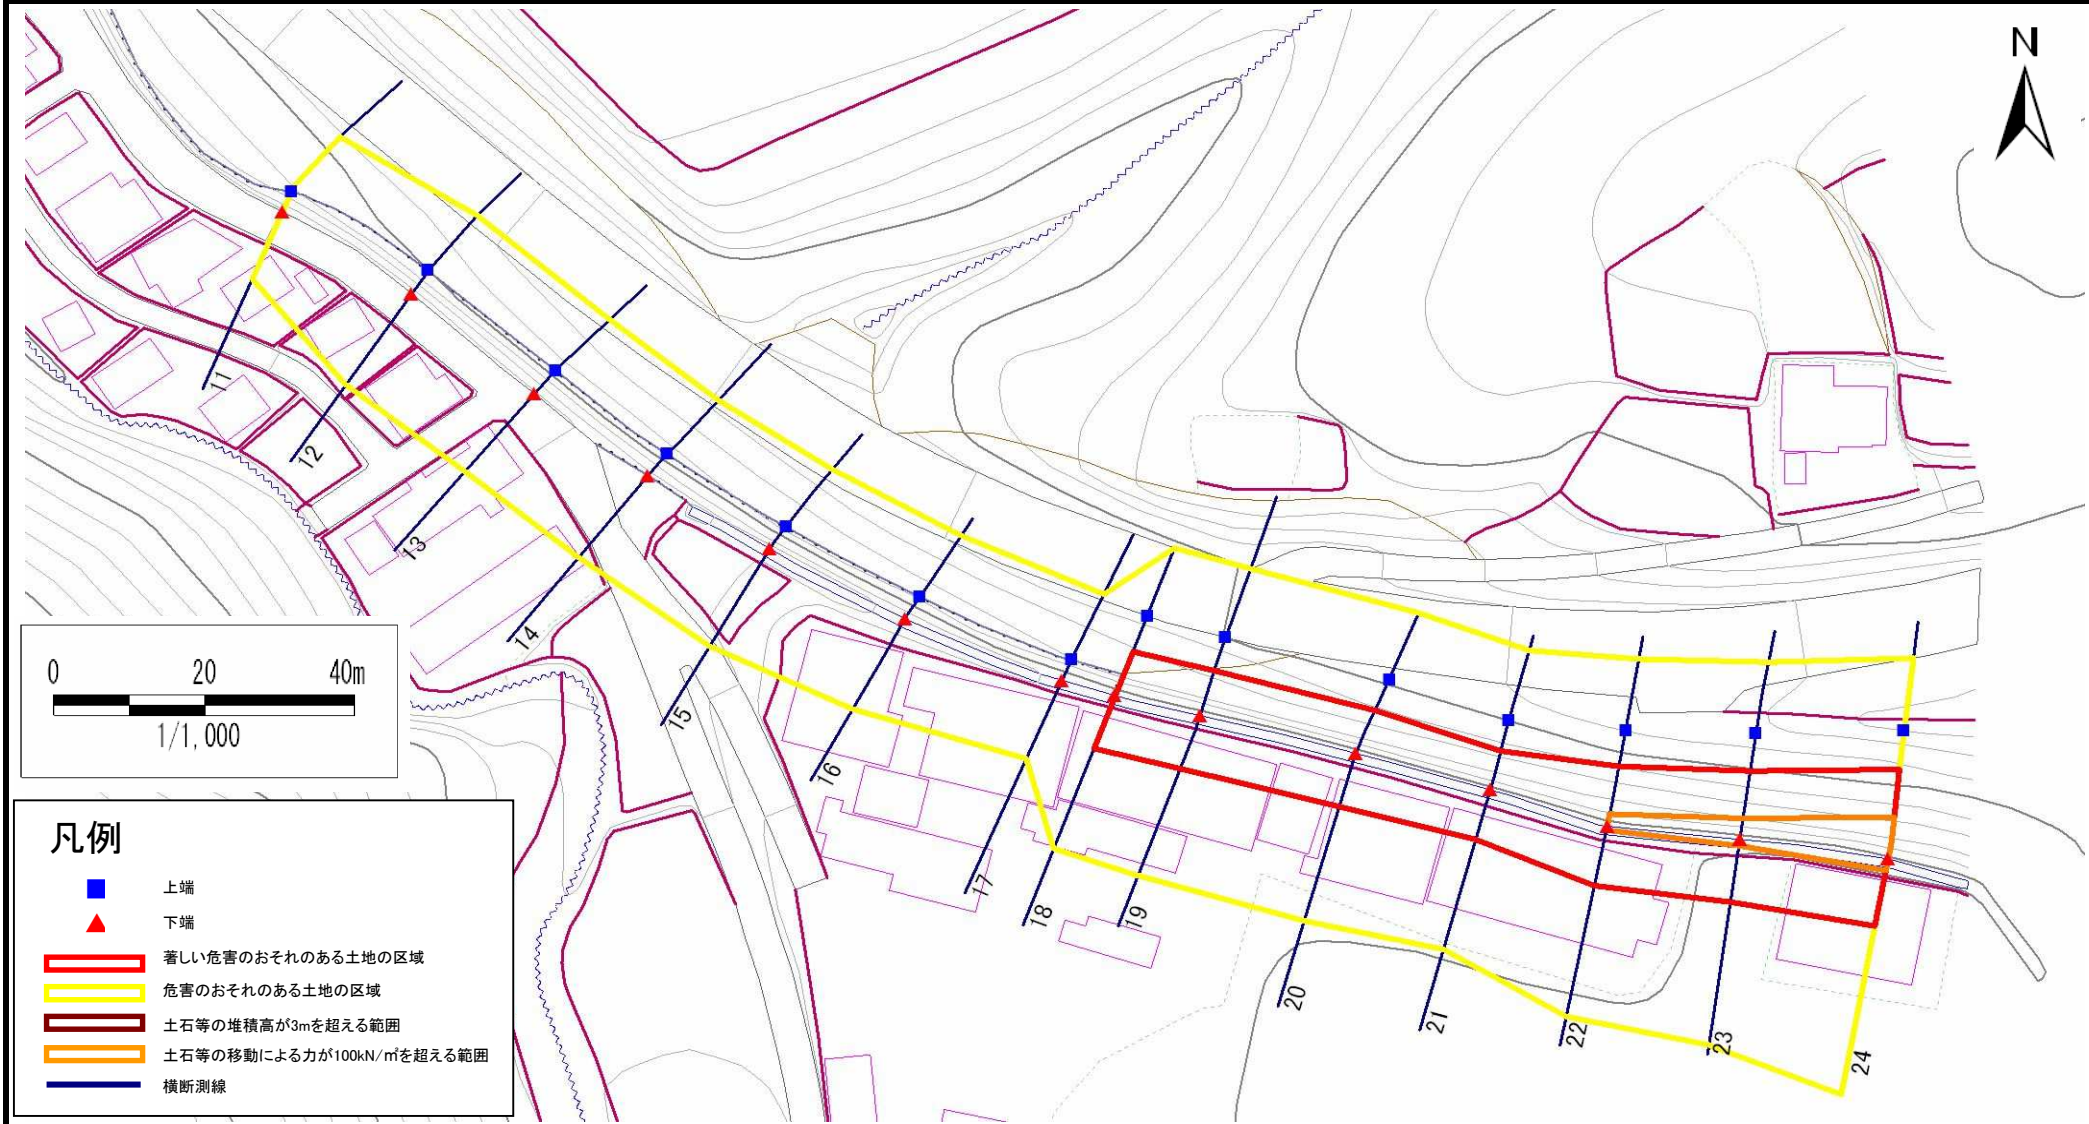 N
11
12
13
14
15
16
17
18
19
20
21
22
23
24
0 20 40m
1/1,000
凡例
上端
下端
著しい危害のおそれのある土地の区域
危害のおそれのある土地の区域
土石等の堆積高が3mを超える範囲
土石等の移動による力が100kN/㎡を超える範囲
横断測線